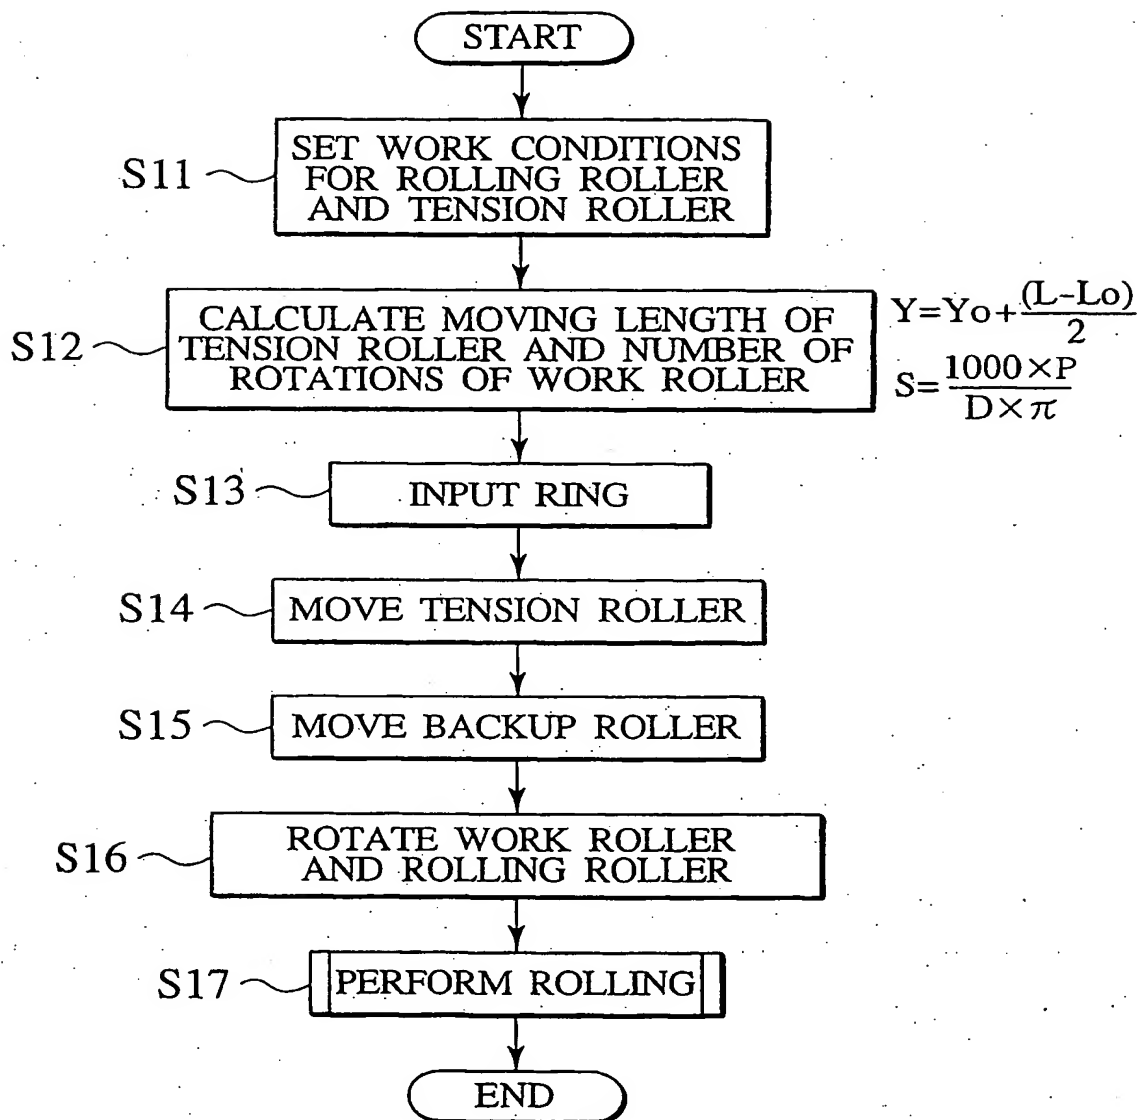 START
S11
SET WORK CONDITIONS
FOR ROLLING ROLLER
AND TENSION ROLLER
S12
CALCULATE MOVING LENGTH OF
TENSION ROLLER AND NUMBER OF
ROTATIONS OF WORK ROLLER
Y=Yo+(L-Lo)/2
S=1000×P/D×π
S13
INPUT RING
S14
MOVE TENSION ROLLER
S15
MOVE BACKUP ROLLER
S16
ROTATE WORK ROLLER
AND ROLLING ROLLER
S17
PERFORM ROLLING
END